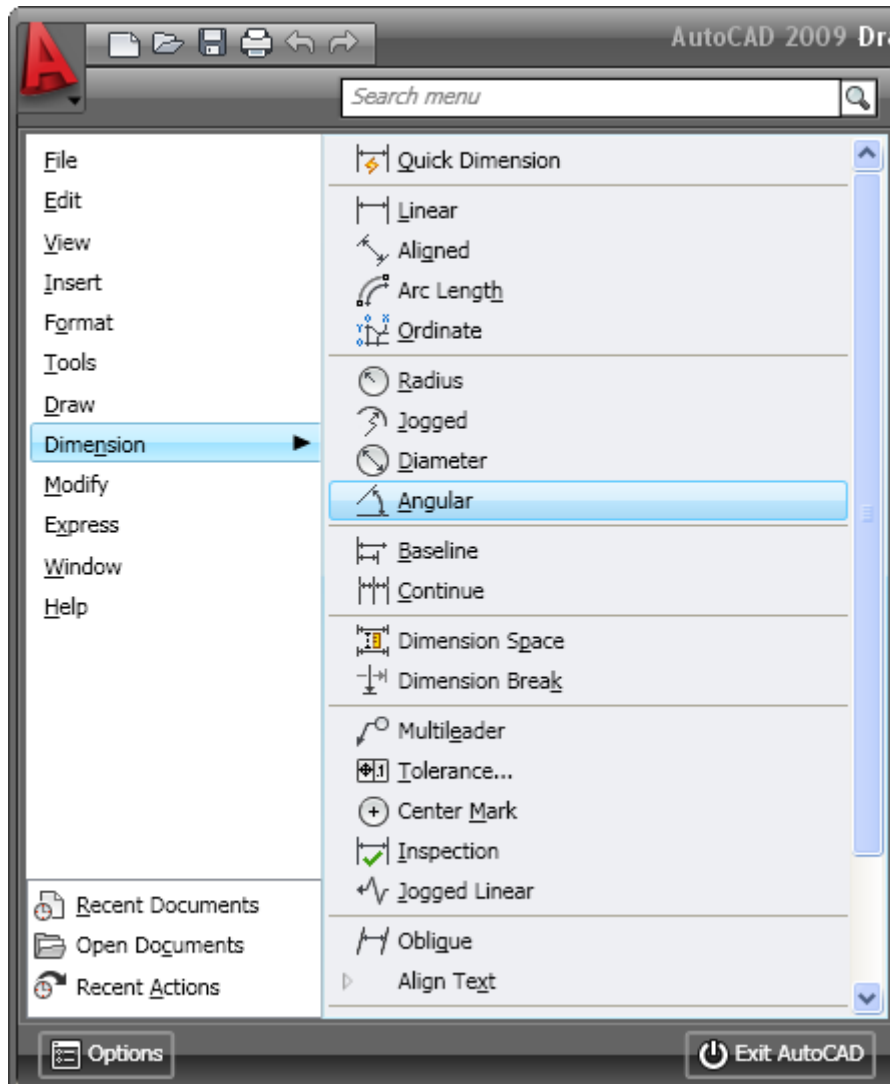 AutoCAD 2009 Dra
Search menu
File
Edit
View
Insert
Format
Tools
Draw
Dimension
Modify
Express
Window
Help
Recent Documents
Open Documents
Recent Actions
Quick Dimension
Linear
Aligned
Arc Length
Ordinate
Radius
Jogged
Diameter
Angular
Baseline
Continue
Dimension Space
Dimension Break
Multileader
Tolerance...
Center Mark
Inspection
Jogged Linear
Oblique
Align Text
Options
Exit AutoCAD